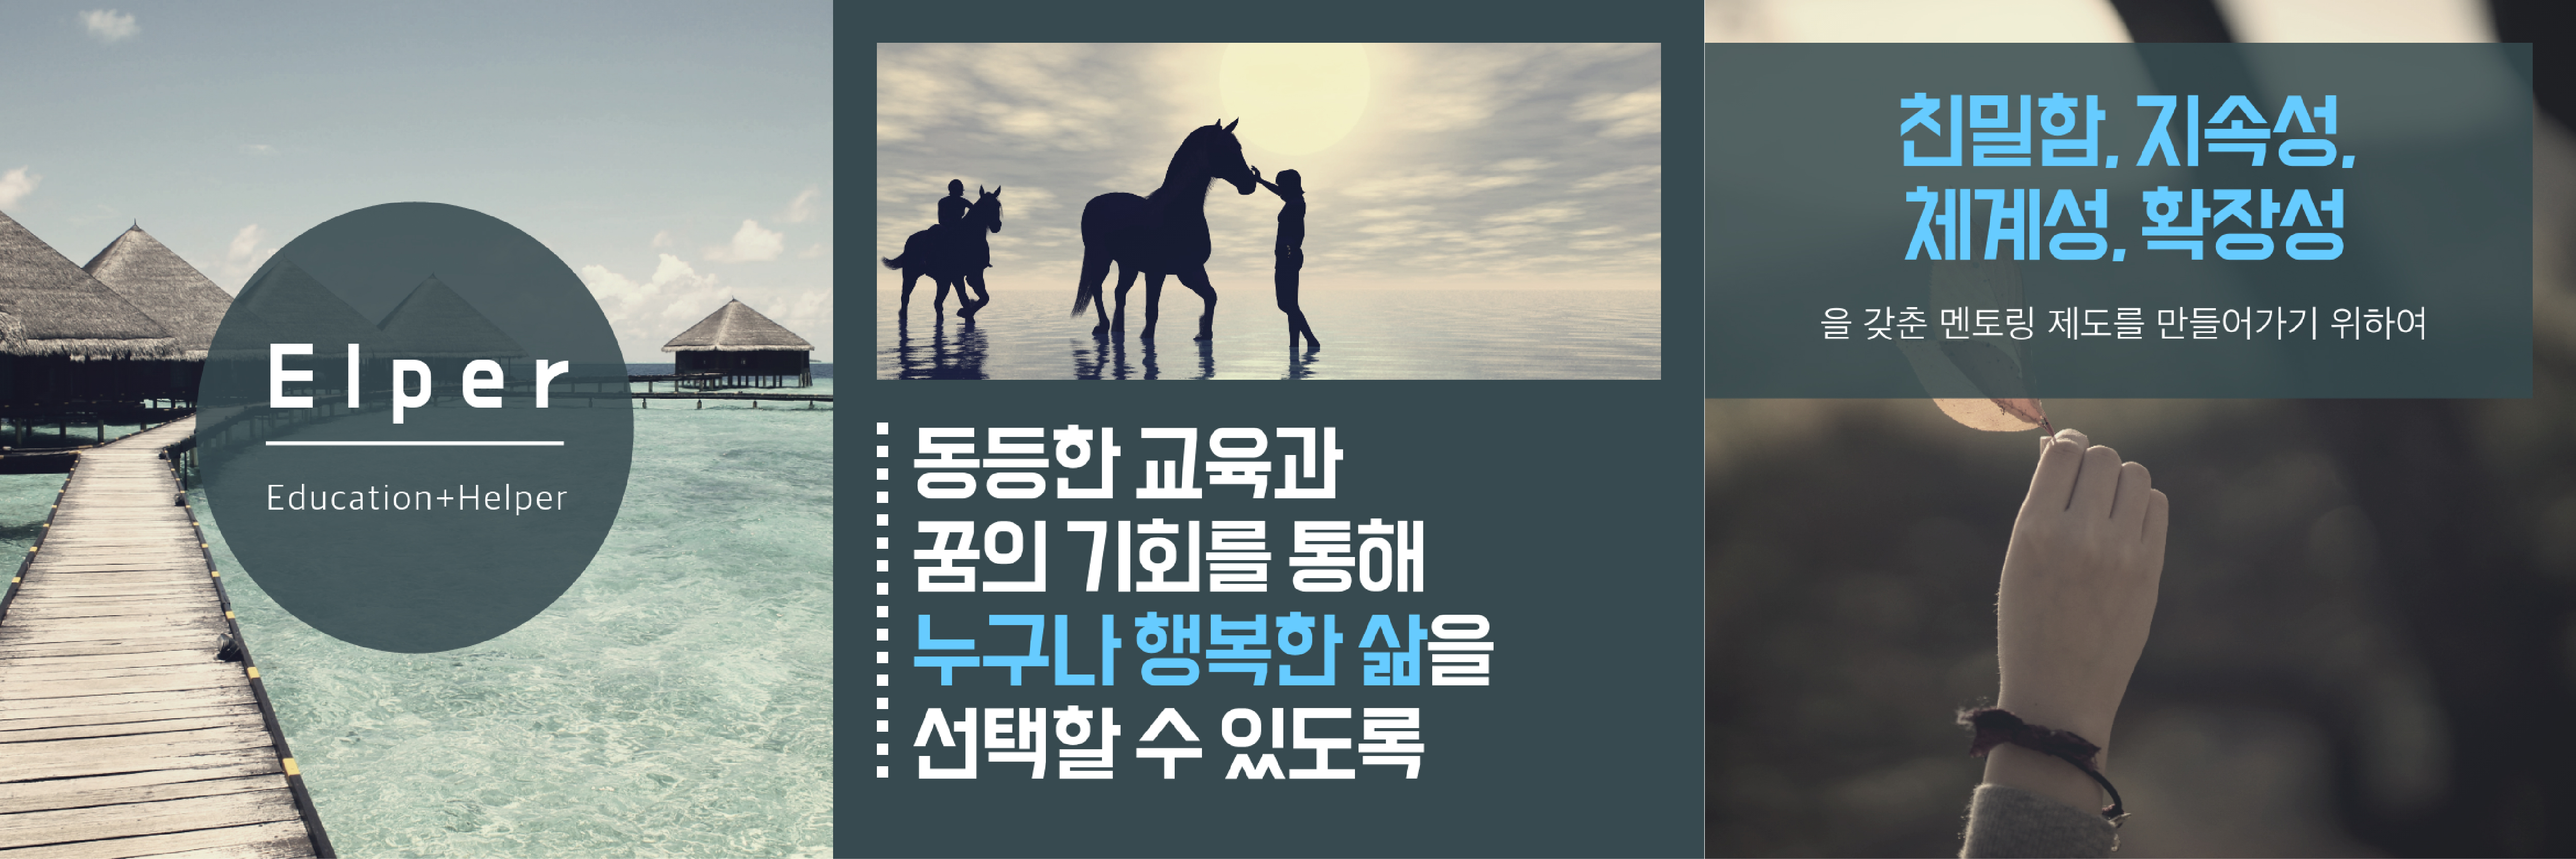 Elper
Education+Helper
동등한 교육과
꿈의 기회를 통해
누구나 행복한 삶을
선택할 수 있도록
친밀함, 지속성,
체계성, 확장성
을 갖춘 멘토링 제도를 만들어가기 위하여